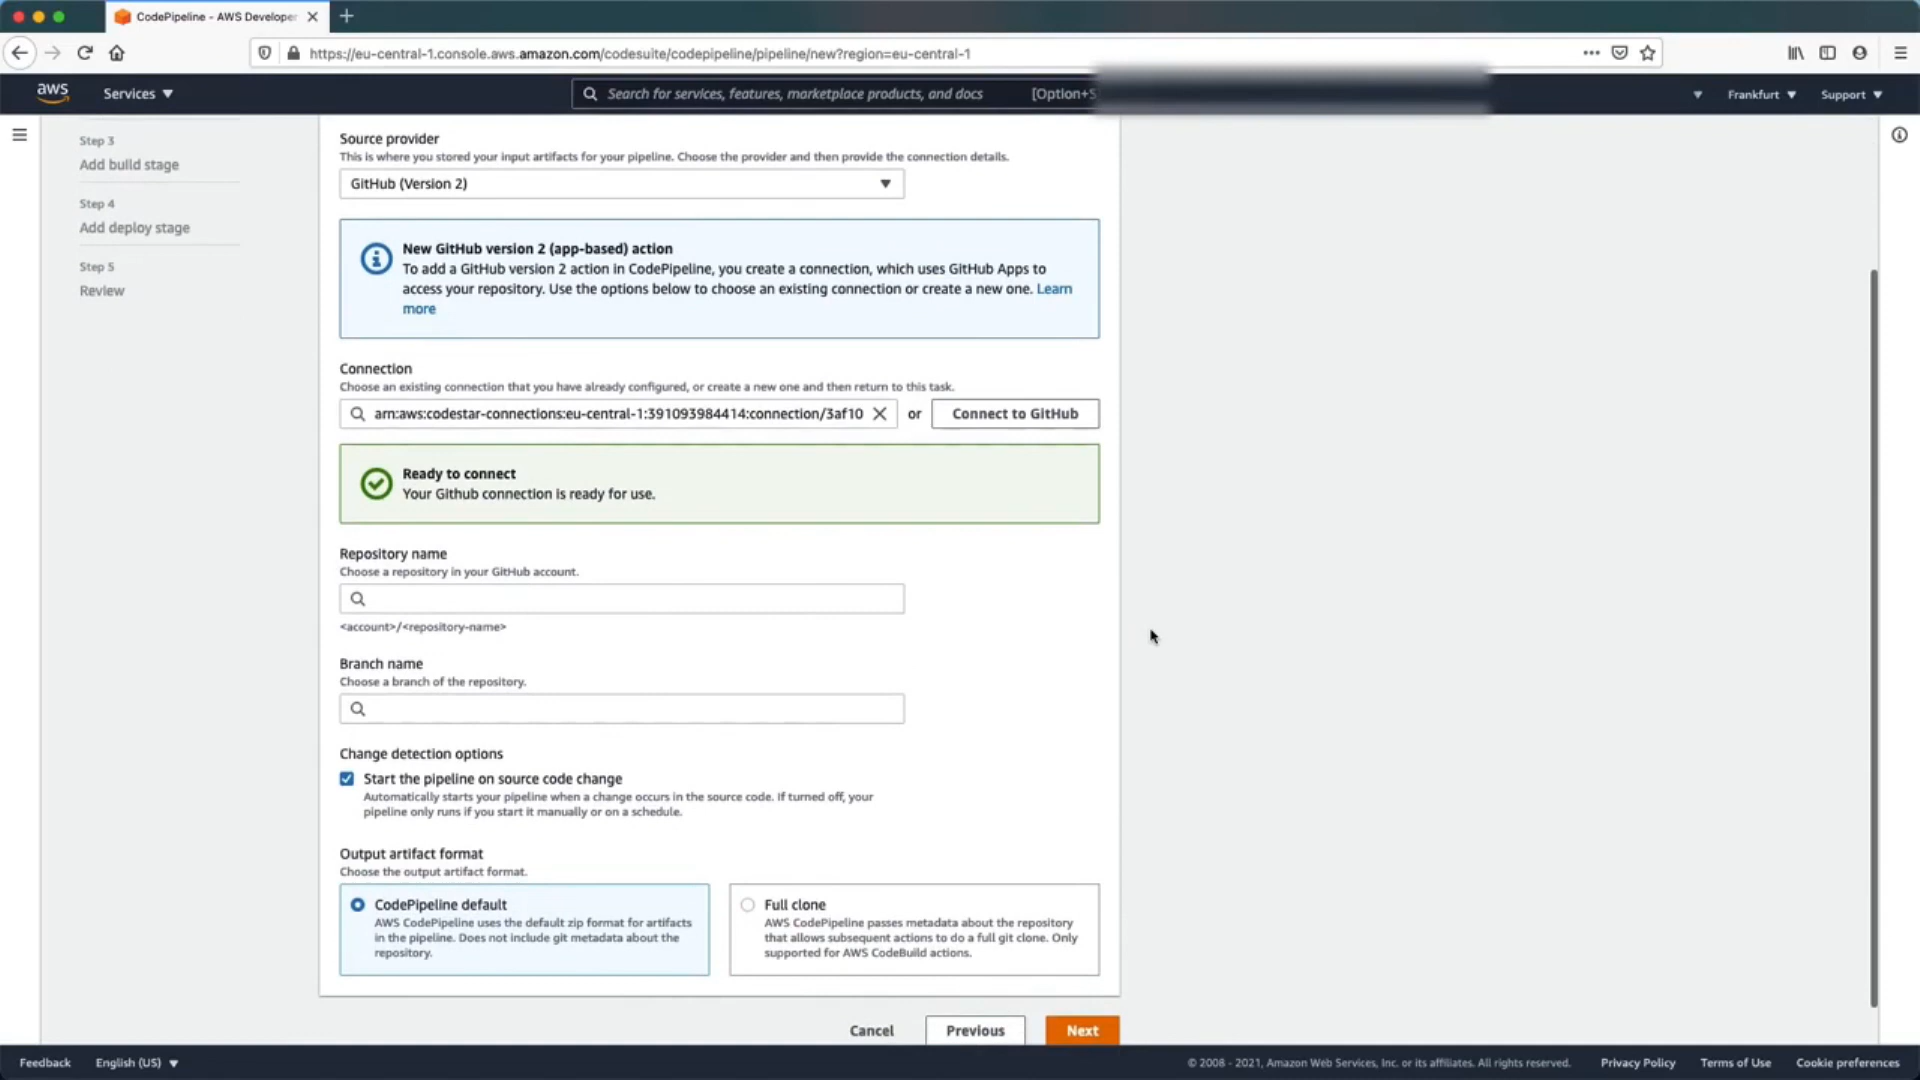 CodePipeline - AWS Developer
https://eu-central-1.console.aws.amazon.com/codesuite/codepipeline/pipeline/new?region=eu-central-1
aws
Services
Search for services, features, marketplace products, and docs
[Option+S
Frankfurt
Support
Step 3
Add build stage
Step 4
Add deploy stage
Step 5
Review
Source provider
This is where you stored your input artifacts for your pipeline. Choose the provider and then provide the connection details.
GitHub (Version 2)
New GitHub version 2 (app-based) action
To add a GitHub version 2 action in CodePipeline, you create a connection, which uses GitHub Apps to
access your repository. Use the options below to choose an existing connection or create a new one. Learn
more
Connection
Choose an existing connection that you have already configured, or create a new one and then return to this task.
arn:aws:codestar-connections:eu-central-1:391093984414:connection/3af10
or
Connect to GitHub
Ready to connect
Your Github connection is ready for use.
Repository name
Choose a repository in your GitHub account.
<account>/<repository-name>
Branch name
Choose a branch of the repository.
Change detection options
Start the pipeline on source code change
Automatically starts your pipeline when a change occurs in the source code. If turned off, your
pipeline only runs if you start it manually or on a schedule.
Output artifact format
Choose the output artifact format.
CodePipeline default
AWS CodePipeline uses the default zip format for artifacts
in the pipeline. Does not include git metadata about the
repository.
Full clone
AWS CodePipeline passes metadata about the repository
that allows subsequent actions to do a full git clone. Only
supported for AWS CodeBuild actions.
Cancel
Previous
Next
Feedback
English (US)
© 2008 - 2021, Amazon Web Services, Inc. or its affiliates. All rights reserved.
Privacy Policy
Terms of Use
Cookie preferences